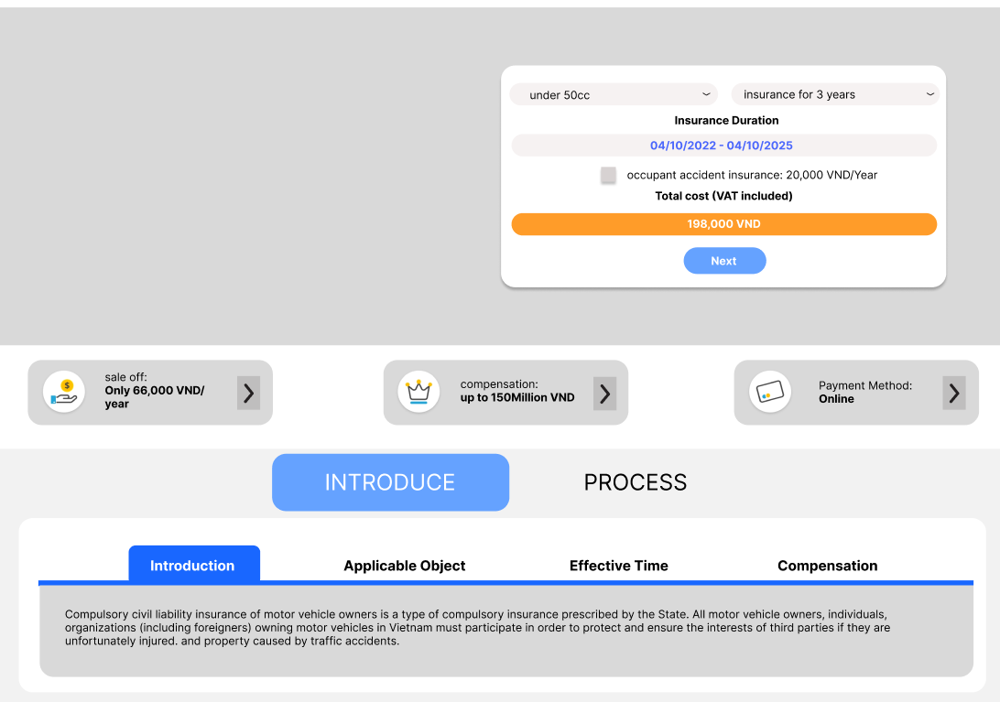 under 50cc
insurance for 3 years
Insurance Duration
04/10/2022 - 04/10/2025
occupant accident insurance: 20,000 VND/Year
Total cost (VAT included)
198,000 VND
Next
sale off:
Only 66,000 VND/
year
compensation:
up to 150Million VND
Payment Method:
Online
INTRODUCE
PROCESS
Introduction
Applicable Object
Effective Time
Compensation
Compulsory civil liability insurance of motor vehicle owners is a type of compulsory insurance prescribed by the State. All motor vehicle owners, individuals,
organizations (including foreigners) owning motor vehicles in Vietnam must participate in order to protect and ensure the interests of third parties if they are
unfortunately injured. and property caused by traffic accidents.